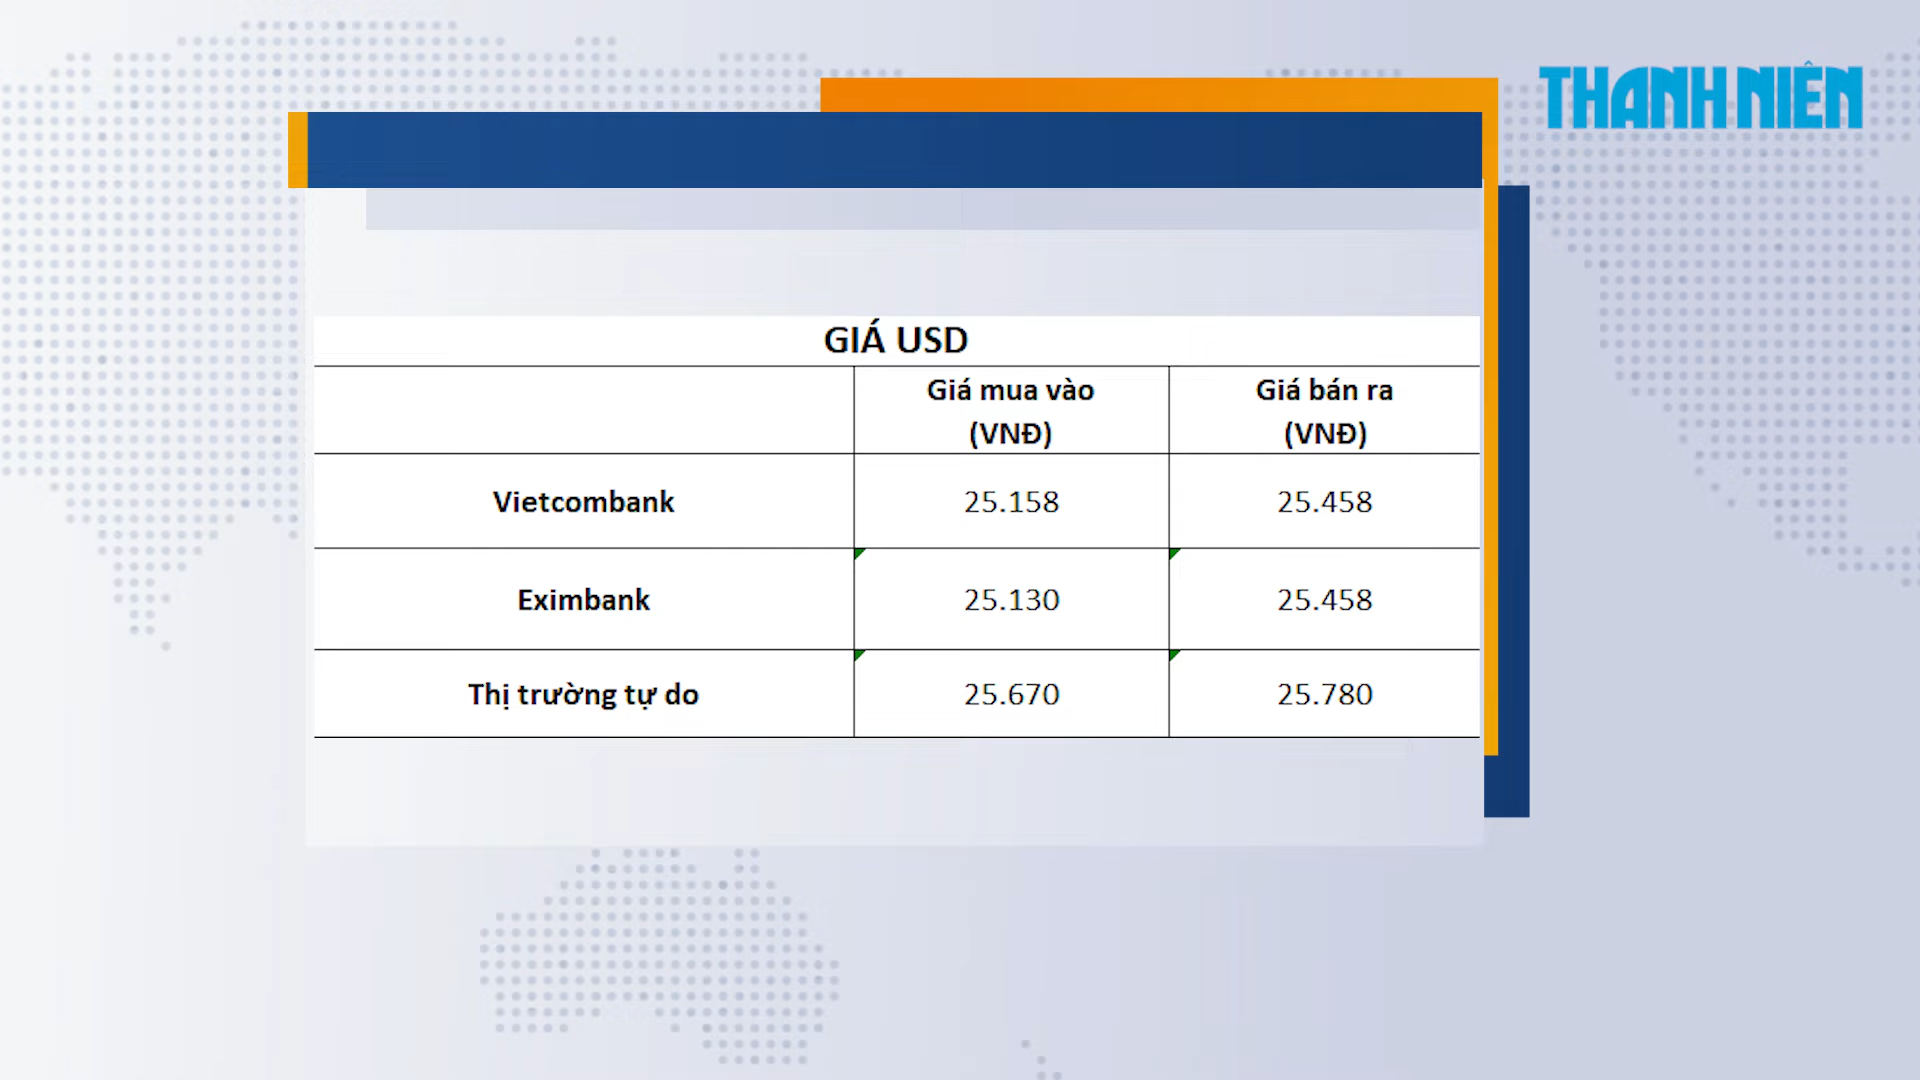 THANH NIÊN
GIÁ USD
Giá mua vào
(VNĐ)
Giá bán ra
(VNĐ)
Vietcombank 25.158 25.458
Eximbank 25.130 25.458
Thị trường tự do 25.670 25.780